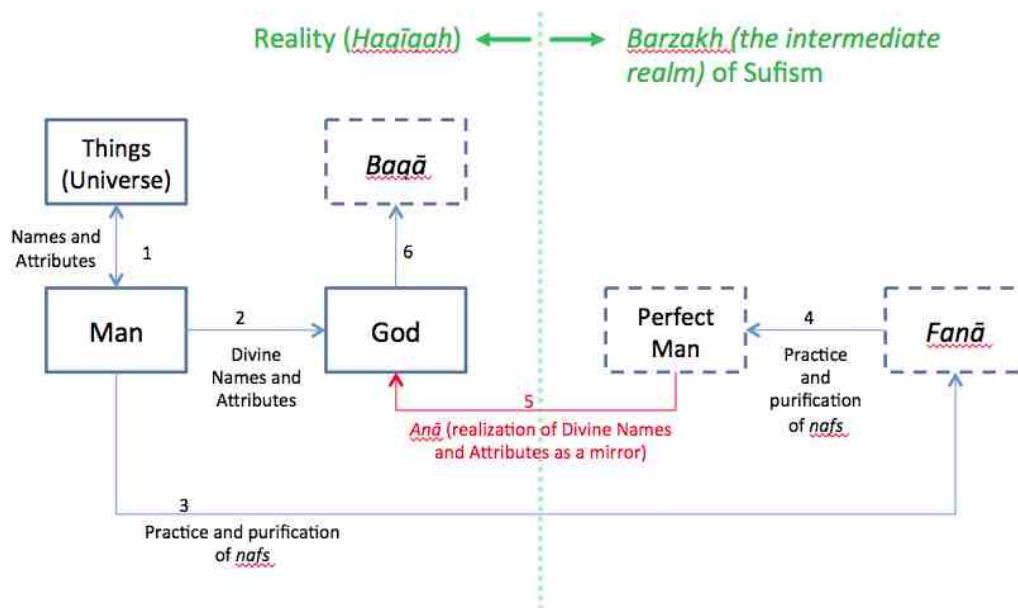 Reality (Haqīqah)
Barzakh (the intermediate
realm) of Sufism
Things
(Universe)
Baqā
Names and
Attributes
1
6
Man
2
Divine
Names and
Attributes
God
Perfect
Man
4
Practice
and
purification
of nafs
Fanā
5
Anā (realization of Divine Names
and Attributes as a mirror)
3
Practice and purification
of nafs